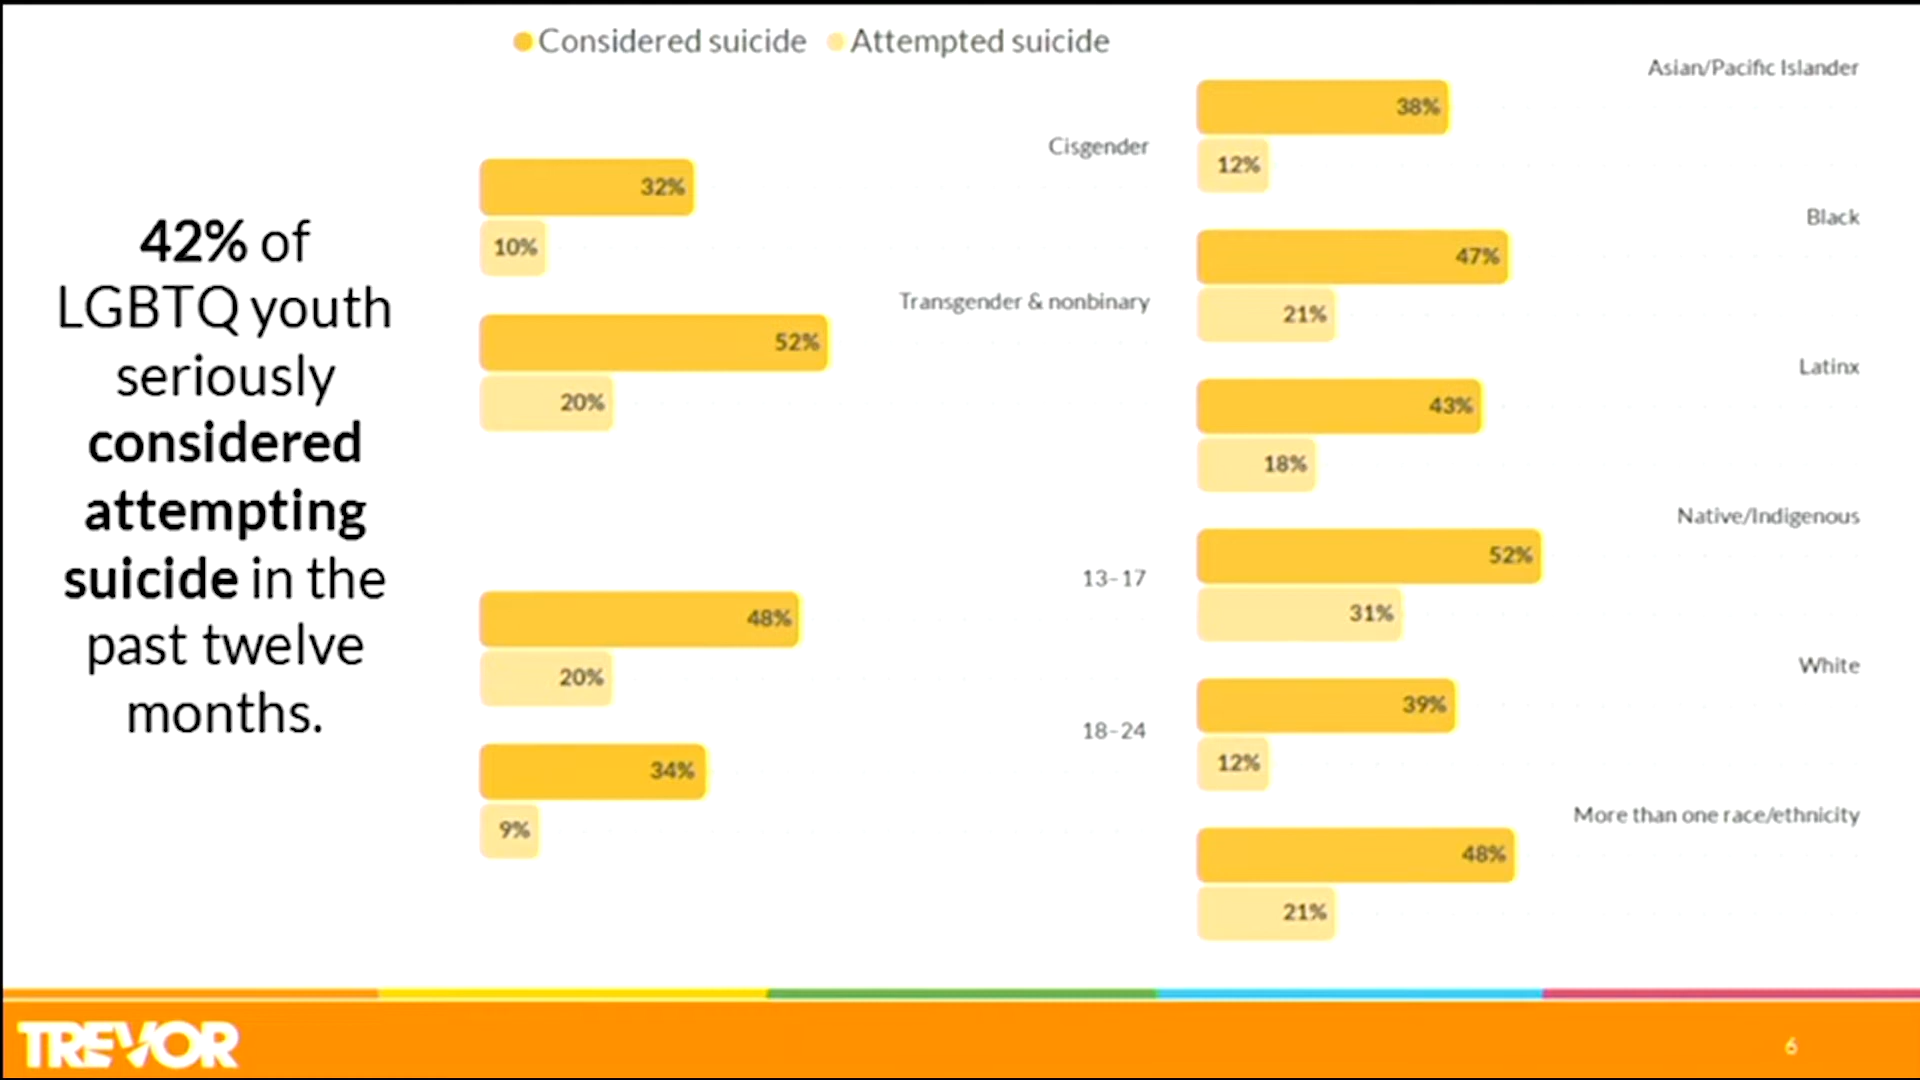 42% of
LGBTQ youth
seriously
considered
attempting
suicide in the
past twelve
months.
Considered suicide Attempted suicide
Cisgender
32%
10%
Transgender & nonbinary
52%
20%
13-17
48%
20%
18-24
34%
9%
Asian/Pacific Islander
38%
12%
Black
47%
21%
Latinx
43%
18%
Native/Indigenous
52%
31%
White
39%
12%
More than one race/ethnicity
48%
21%
TREVOR
6